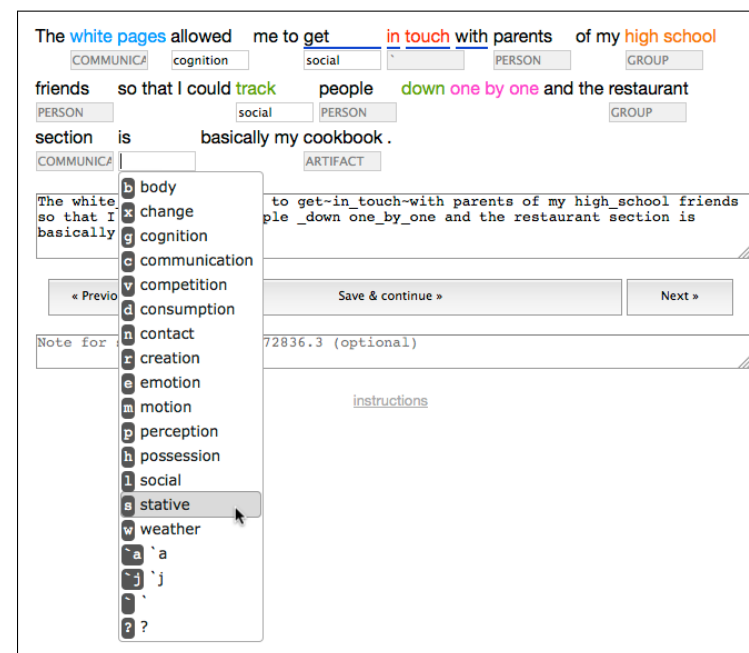 The white pages allowed me to get in touch with parents of my high school
COMMUNICA cognition social ` PERSON GROUP
friends so that I could track people down one by one and the restaurant
PERSON social PERSON GROUP
section is basically my cookbook .
COMMUNICA ARTIFACT
b body
x change
g cognition
c communication
v competition
d consumption
n contact
r creation
e emotion
m motion
p perception
h possession
l social
s stative
w weather
`a `a
`j `j
` `
? ?
The white to get~in_touch~with parents of my high_school friends
so that I ple _down one_by_one and the restaurant section is
basically
« Previo Save & continue » Next »
Note for 72836.3 (optional)
instructions